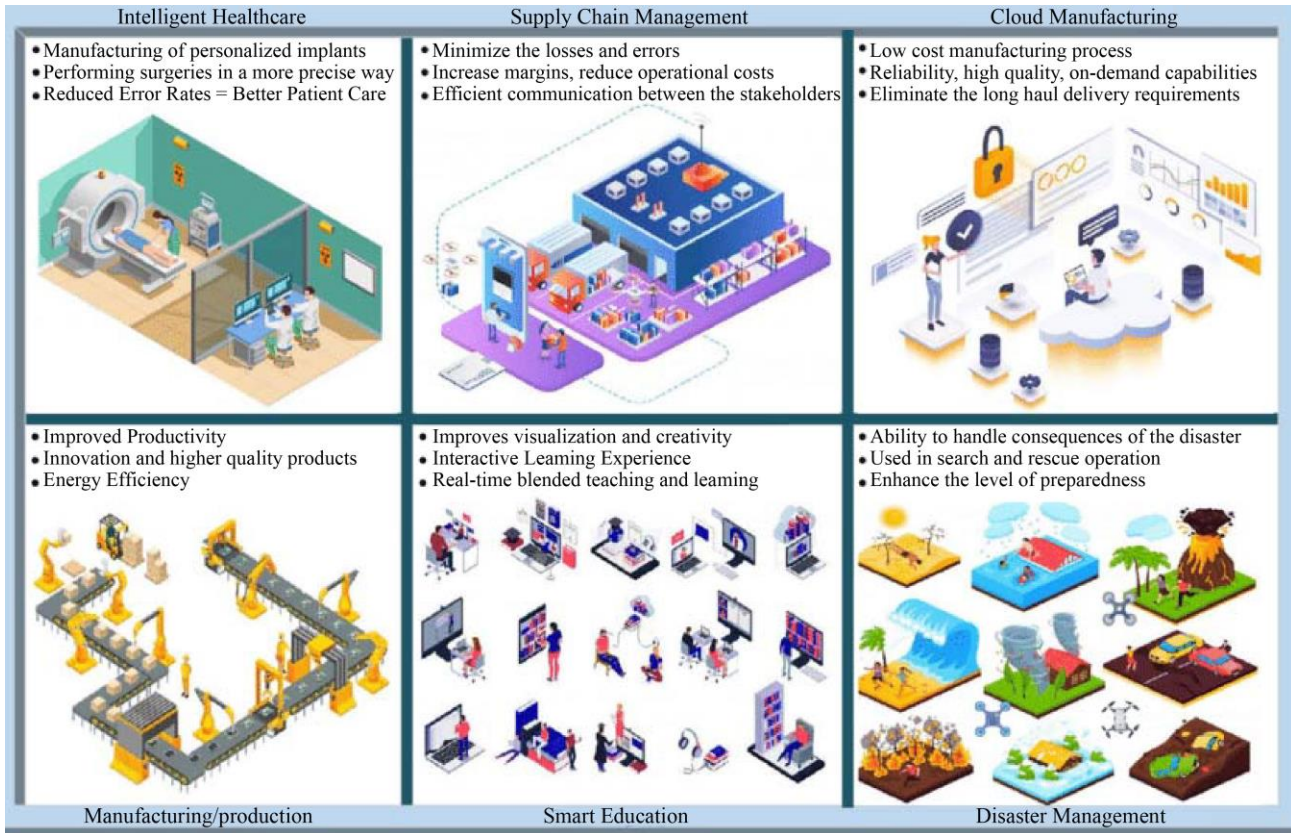 Intelligent Healthcare
Supply Chain Management
Cloud Manufacturing
• Manufacturing of personalized implants
• Performing surgeries in a more precise way
• Reduced Error Rates = Better Patient Care
• Minimize the losses and errors
• Increase margins, reduce operational costs
• Efficient communication between the stakeholders
• Low cost manufacturing process
• Reliability, high quality, on-demand capabilities
• Eliminate the long haul delivery requirements
• Improved Productivity
• Innovation and higher quality products
• Energy Efficiency
• Improves visualization and creativity
• Interactive Leaming Experience
• Real-time blended teaching and leaming
• Ability to handle consequences of the disaster
• Used in search and rescue operation
• Enhance the level of preparedness
Manufacturing/production
Smart Education
Disaster Management